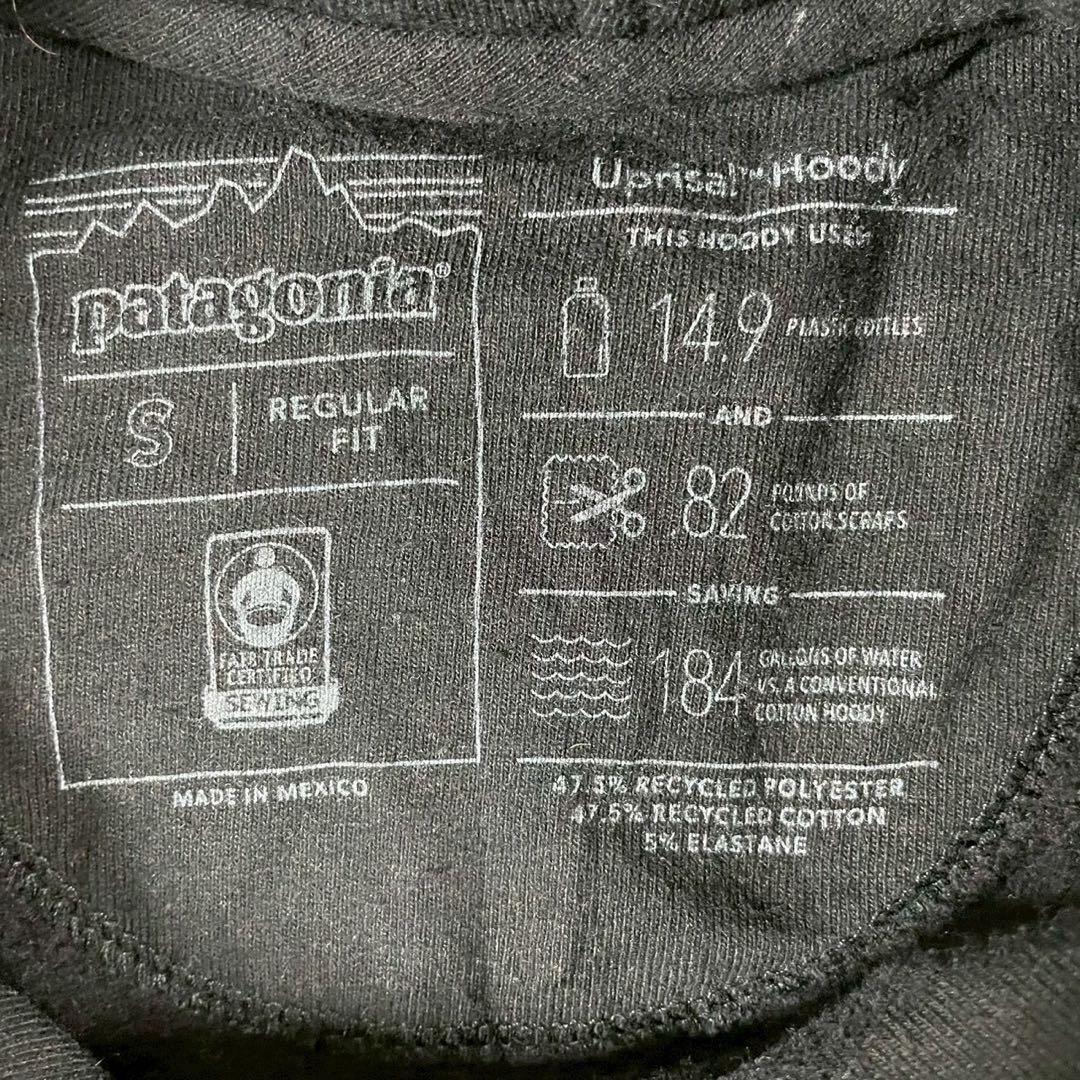 patagonia®
S
REGULAR
FIT
FAIR TRADE
CERTIFIED
SEWING
MADE IN MEXICO
Uprisal™ Hoody
THIS HOODY USES
14.9 PLASTIC BOTTLES
AND
.82 POUNDS OF
COTTON SCRAPS
SAVING
184 GALLONS OF WATER
VS. A CONVENTIONAL
COTTON HOODY
47.5% RECYCLED POLYESTER
47.5% RECYCLED COTTON
5% ELASTANE